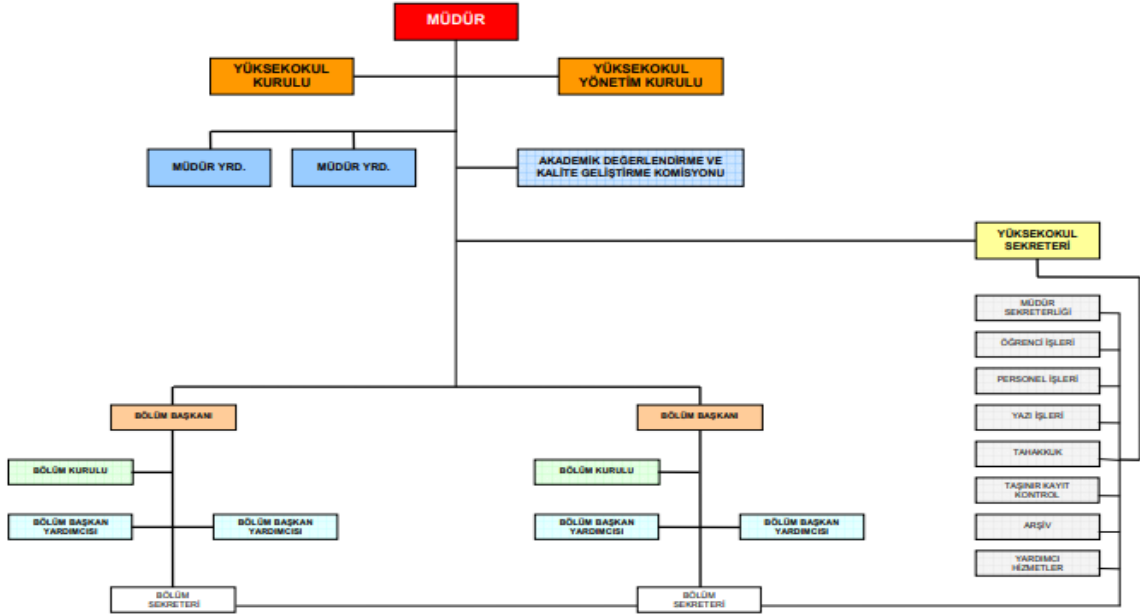 MÜDÜR
YÜKSEKOKUL
KURULU
YÜKSEKOKUL
YÖNETİM KURULU
MÜDÜR YRD.
MÜDÜR YRD.
AKADEMİK DEĞERLENDİRME VE
KALİTE GELİŞTİRME KOMİSYONU
YÜKSEKOKUL
SEKRETERİ
MÜDÜR
SEKRETERLİĞİ
ÖĞRENCİ İŞLERİ
PERSONEL İŞLERİ
YAZI İŞLERİ
TAHAKKUK
TAŞINIR KAYIT
KONTROL
ARŞİV
YARDIMCI
HİZMETLER
BÖLÜM BAŞKANI
BÖLÜM KURULU
BÖLÜM BAŞKAN
YARDIMCISI
BÖLÜM BAŞKAN
YARDIMCISI
BÖLÜM
SEKRETERİ
BÖLÜM BAŞKANI
BÖLÜM KURULU
BÖLÜM BAŞKAN
YARDIMCISI
BÖLÜM BAŞKAN
YARDIMCISI
BÖLÜM
SEKRETERİ